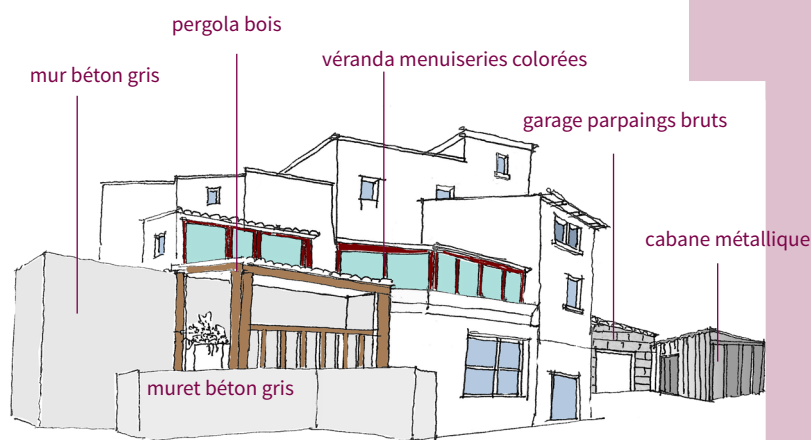 pergola bois
véranda menuiseries colorées
mur béton gris
garage parpaings bruts
cabane métallique
muret béton gris